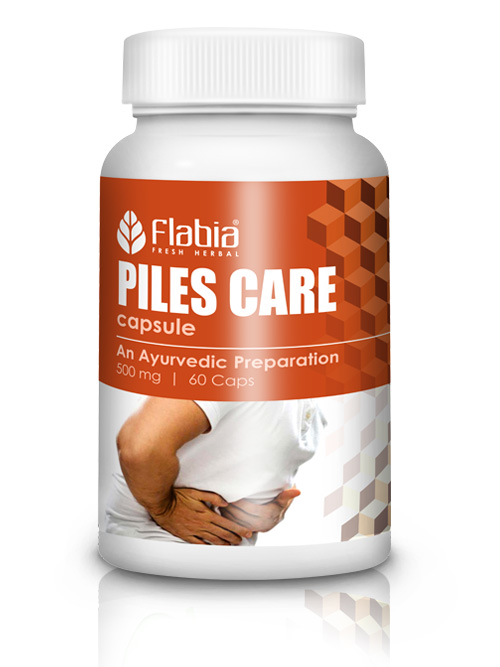 Flabia®
FRESH HERBAL
PILES CARE
capsule
An Ayurvedic Preparation
500 mg | 60 Caps